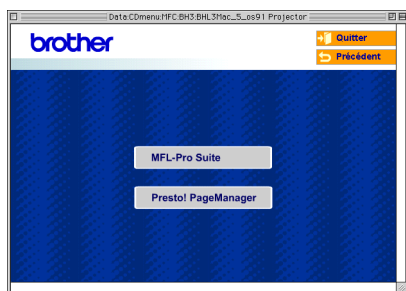 Data:CDmenu:MFC:BH3:BHL3Mac_5_os91 Projector
brother
Quitter
Précédent
MFL-Pro Suite
Presto! PageManager